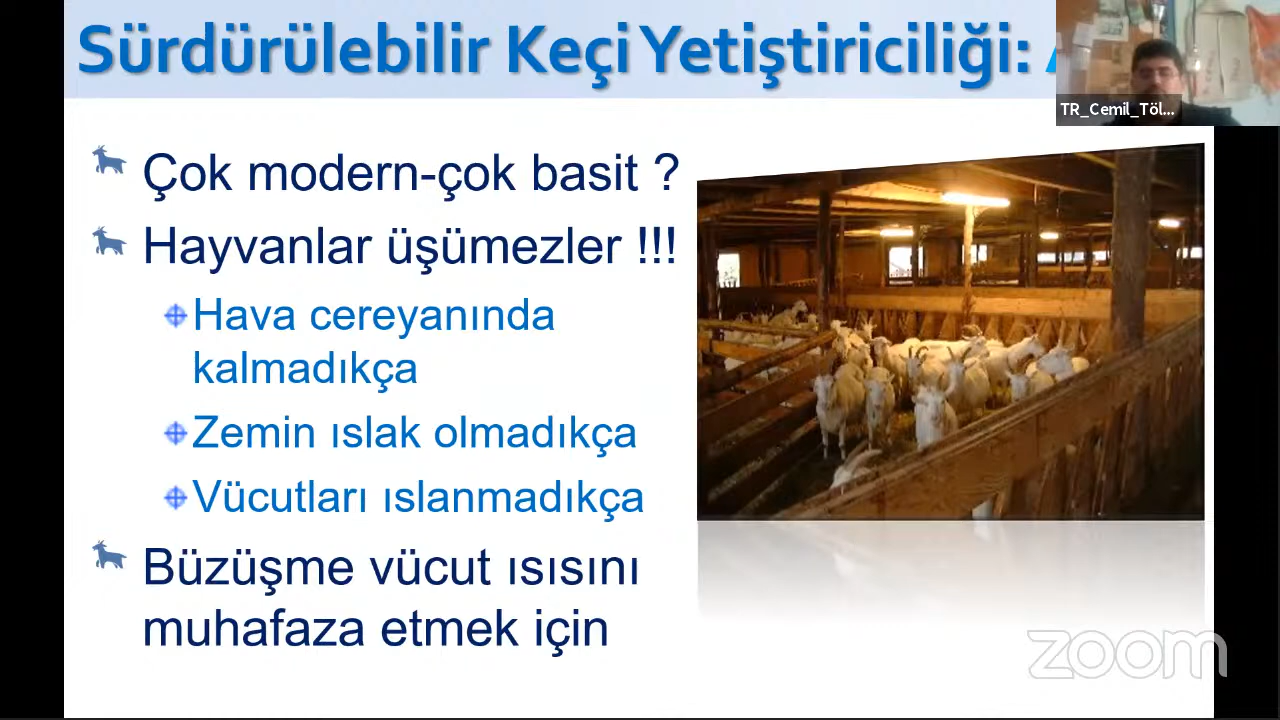 Sürdürülebilir Keçi Yetiştiriciliği:
TR_Cemil_Töl...
Çok modern-çok basit ?
Hayvanlar üşümezler !!!
Hava cereyanında
kalmadıkça
Zemin ıslak olmadıkça
Vücutları ıslanmadıkça
Büzüşme vücut ısısını
muhafaza etmek için
zoom